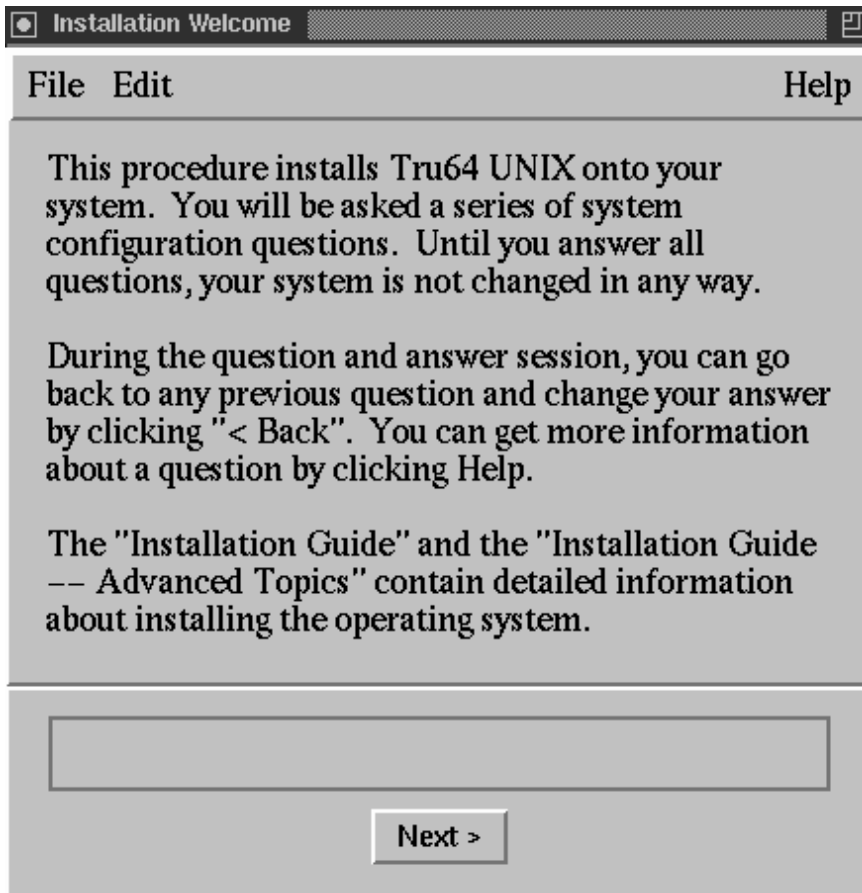 Installation Welcome
File Edit Help
This procedure installs Tru64 UNIX onto your
system.  You will be asked a series of system
configuration questions.  Until you answer all
questions, your system is not changed in any way.
During the question and answer session, you can go
back to any previous question and change your answer
by clicking "< Back".  You can get more information
about a question by clicking Help.
The "Installation Guide" and the "Installation Guide
-- Advanced Topics" contain detailed information
about installing the operating system.
Next >